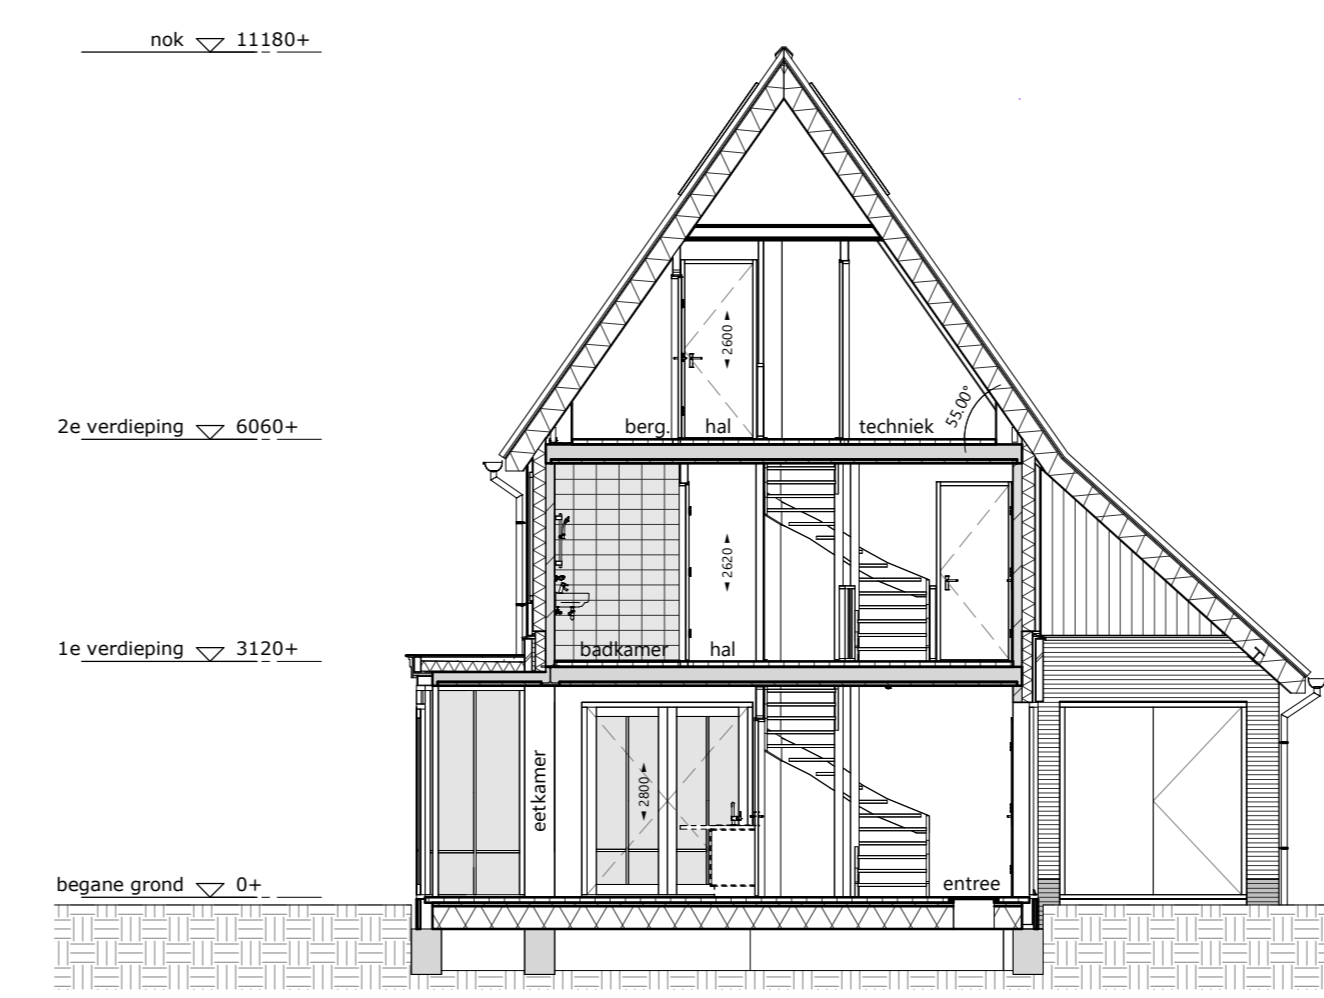 nok 11180+
2600
55.00°
2e verdieping 6060+
berg. hal techniek
2620
1e verdieping 3120+
badkamer hal
eetkamer
2800
begane grond 0+
entree